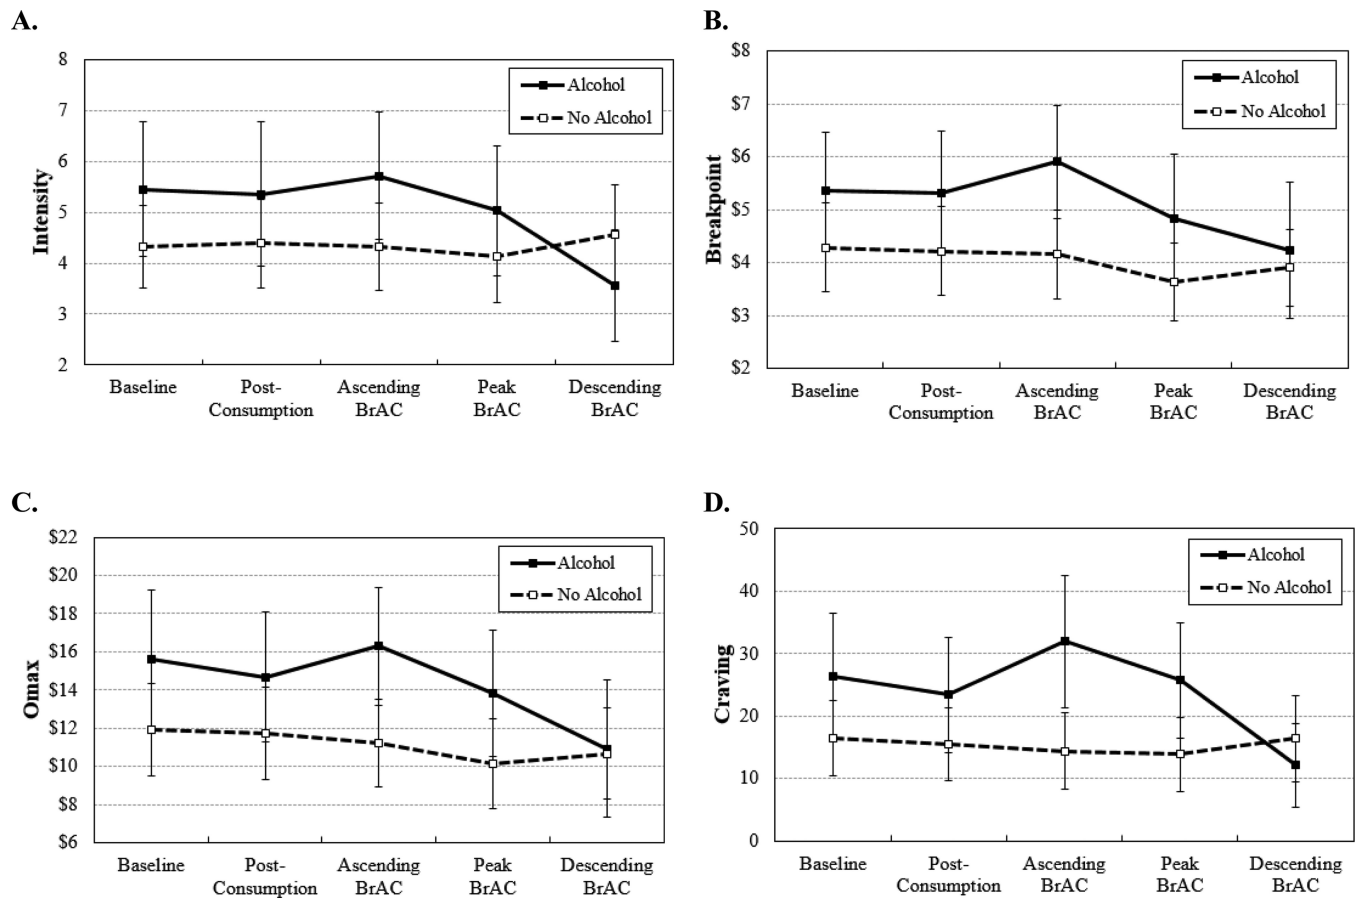 A.
Intensity
8
7
6
5
4
3
2
Alcohol
No Alcohol
Baseline
Post-
Consumption
Ascending
BrAC
Peak
BrAC
Descending
BrAC
B.
Breakpoint
$8
$7
$6
$5
$4
$3
$2
Alcohol
No Alcohol
Baseline
Post-
Consumption
Ascending
BrAC
Peak
BrAC
Descending
BrAC
C.
Omax
$22
$20
$18
$16
$14
$12
$10
$8
$6
Alcohol
No Alcohol
Baseline
Post-
Consumption
Ascending
BrAC
Peak
BrAC
Descending
BrAC
D.
Craving
50
40
30
20
10
0
Alcohol
No Alcohol
Baseline
Post-
Consumption
Ascending
BrAC
Peak
BrAC
Descending
BrAC